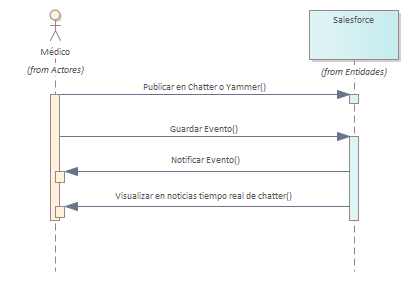 Salesforce
Médico
(from Actores)
(from Entidades)
Publicar en Chatter o Yammer()
Guardar Evento()
Notificar Evento()
Visualizar en noticias tiempo real de chatter()